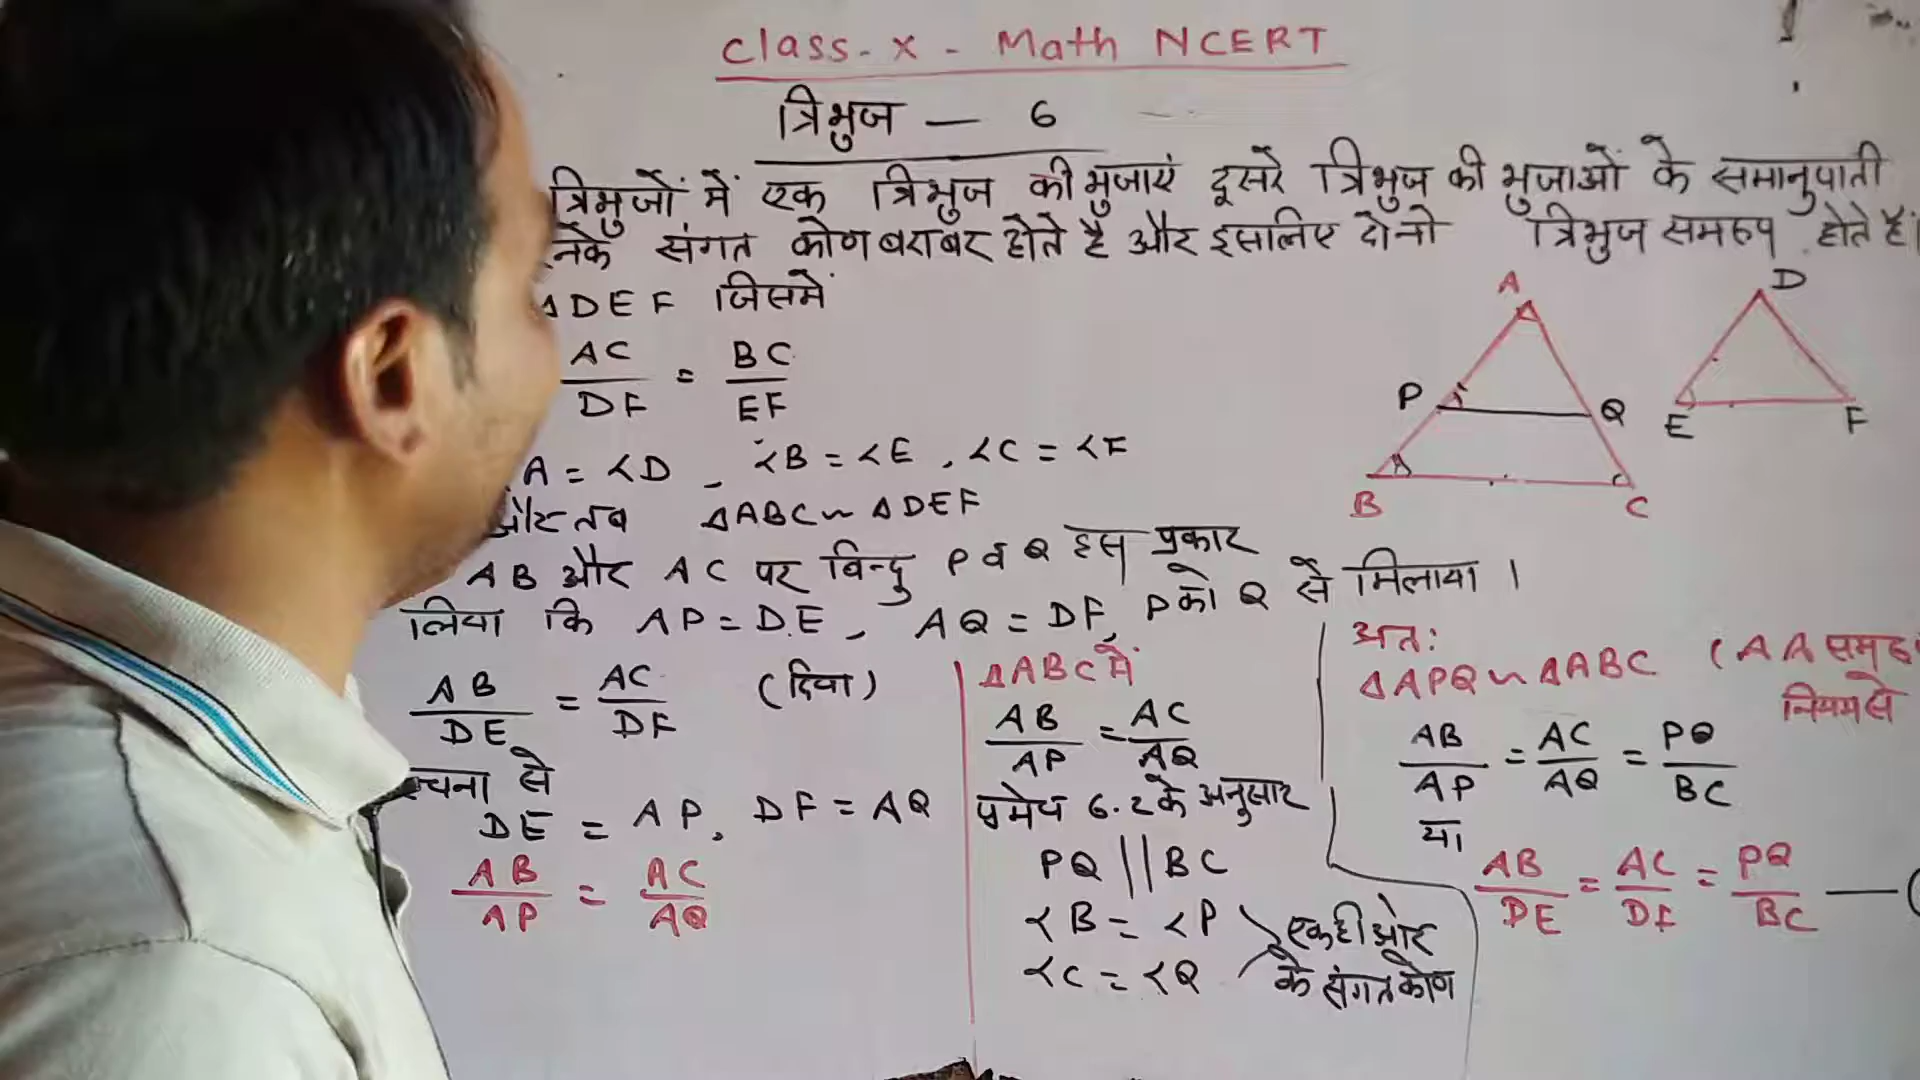 Class-X - Math NCERT
त्रिभुज — 6
त्रिभुजों में एक त्रिभुज की भुजाएं दूसरे त्रिभुज की भुजाओं के समानुपाती
संगत कोण बराबर होते है और इसलिए दोनो त्रिभुज समरुप होते हैं।
ΔDEF जिसमें
AC/DF = BC/EF
A = <D, <B = <E, <C = <F
और तब ΔABC ~ ΔDEF
AB और AC पर विन्दु P व Q इस प्रकार
लिया कि AP = DE, AQ = DF, P को Q से मिलाया।
AB/DE = AC/DF (दिया)
से
DE = AP, DF = AQ
AB/AP = AC/AQ
ΔABC में
AB/AP = AC/AQ
प्रमेय 6.2 के अनुसार
PQ || BC
<B = <P
<C = <Q
एक ही ओर
के संगत कोण
अत:
ΔAPQ ~ ΔABC (AA
नियम से
AB/AP = AC/AQ = PQ/BC
या
AB/DE = AC/DF = PQ/BC —
A
P
Q
B
C
D
E
F